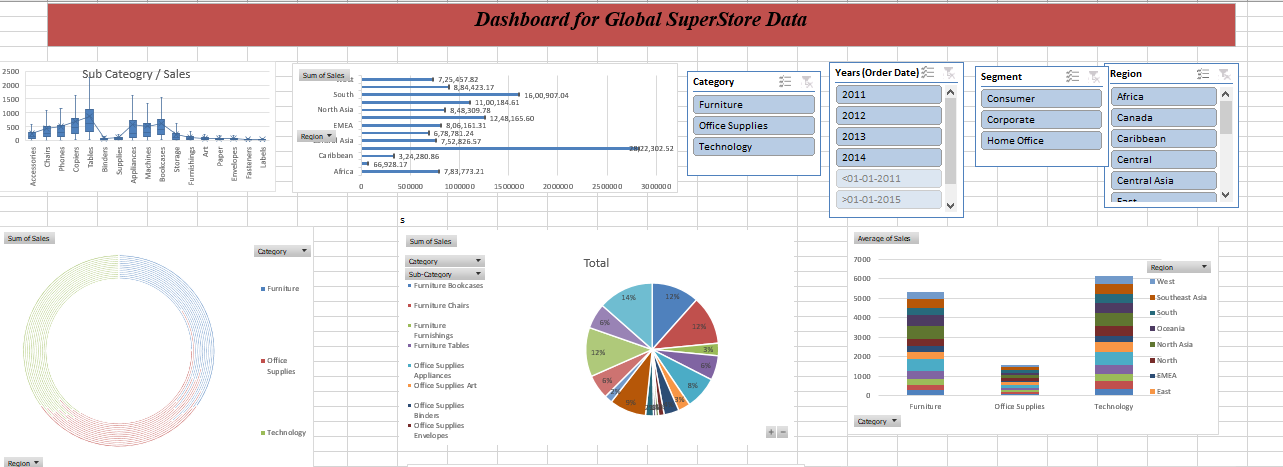 Dashboard for Global SuperStore Data
Sub Cateogry / Sales
2500
2000
1500
1000
500
0
Accessories
Chairs
Phones
Copiers
Tables
Binders
Supplies
Appliances
Machines
Bookcases
Storage
Furnishings
Art
Paper
Envelopes
Fasteners
Labels
Sum of Sales
7,25,457.82
8,84,423.17
South
16,00,907.04
11,00,184.61
North Asia
8,48,309.78
12,48,165.60
EMEA
8,06,161.31
Region
6,78,781.24
7,52,826.57
28,22,302.52
Caribbean
3,24,280.86
66,928.17
Africa
7,83,773.21
0 500000 1000000 1500000 2000000 2500000 3000000
Category
Furniture
Office Supplies
Technology
Years (Order Date)
2011
2012
2013
2014
<01-01-2011
>01-01-2015
Segment
Consumer
Corporate
Home Office
Region
Africa
Canada
Caribbean
Central
Central Asia
East
s
Sum of Sales
Category
Furniture
Office
Supplies
Technology
Region
Sum of Sales
Category
Sub-Category
Total
Furniture Bookcases
Furniture Chairs
Furniture
Furnishings
Furniture Tables
Office Supplies
Appliances
Office Supplies Art
Office Supplies
Binders
Office Supplies
Envelopes
12%
12%
3%
6%
8%
3%
9%
6%
12%
6%
14%
Average of Sales
7000
6000
5000
4000
3000
2000
1000
0
Furniture
Office Supplies
Technology
Category
Region
West
Southeast Asia
South
Oceania
North Asia
North
EMEA
East